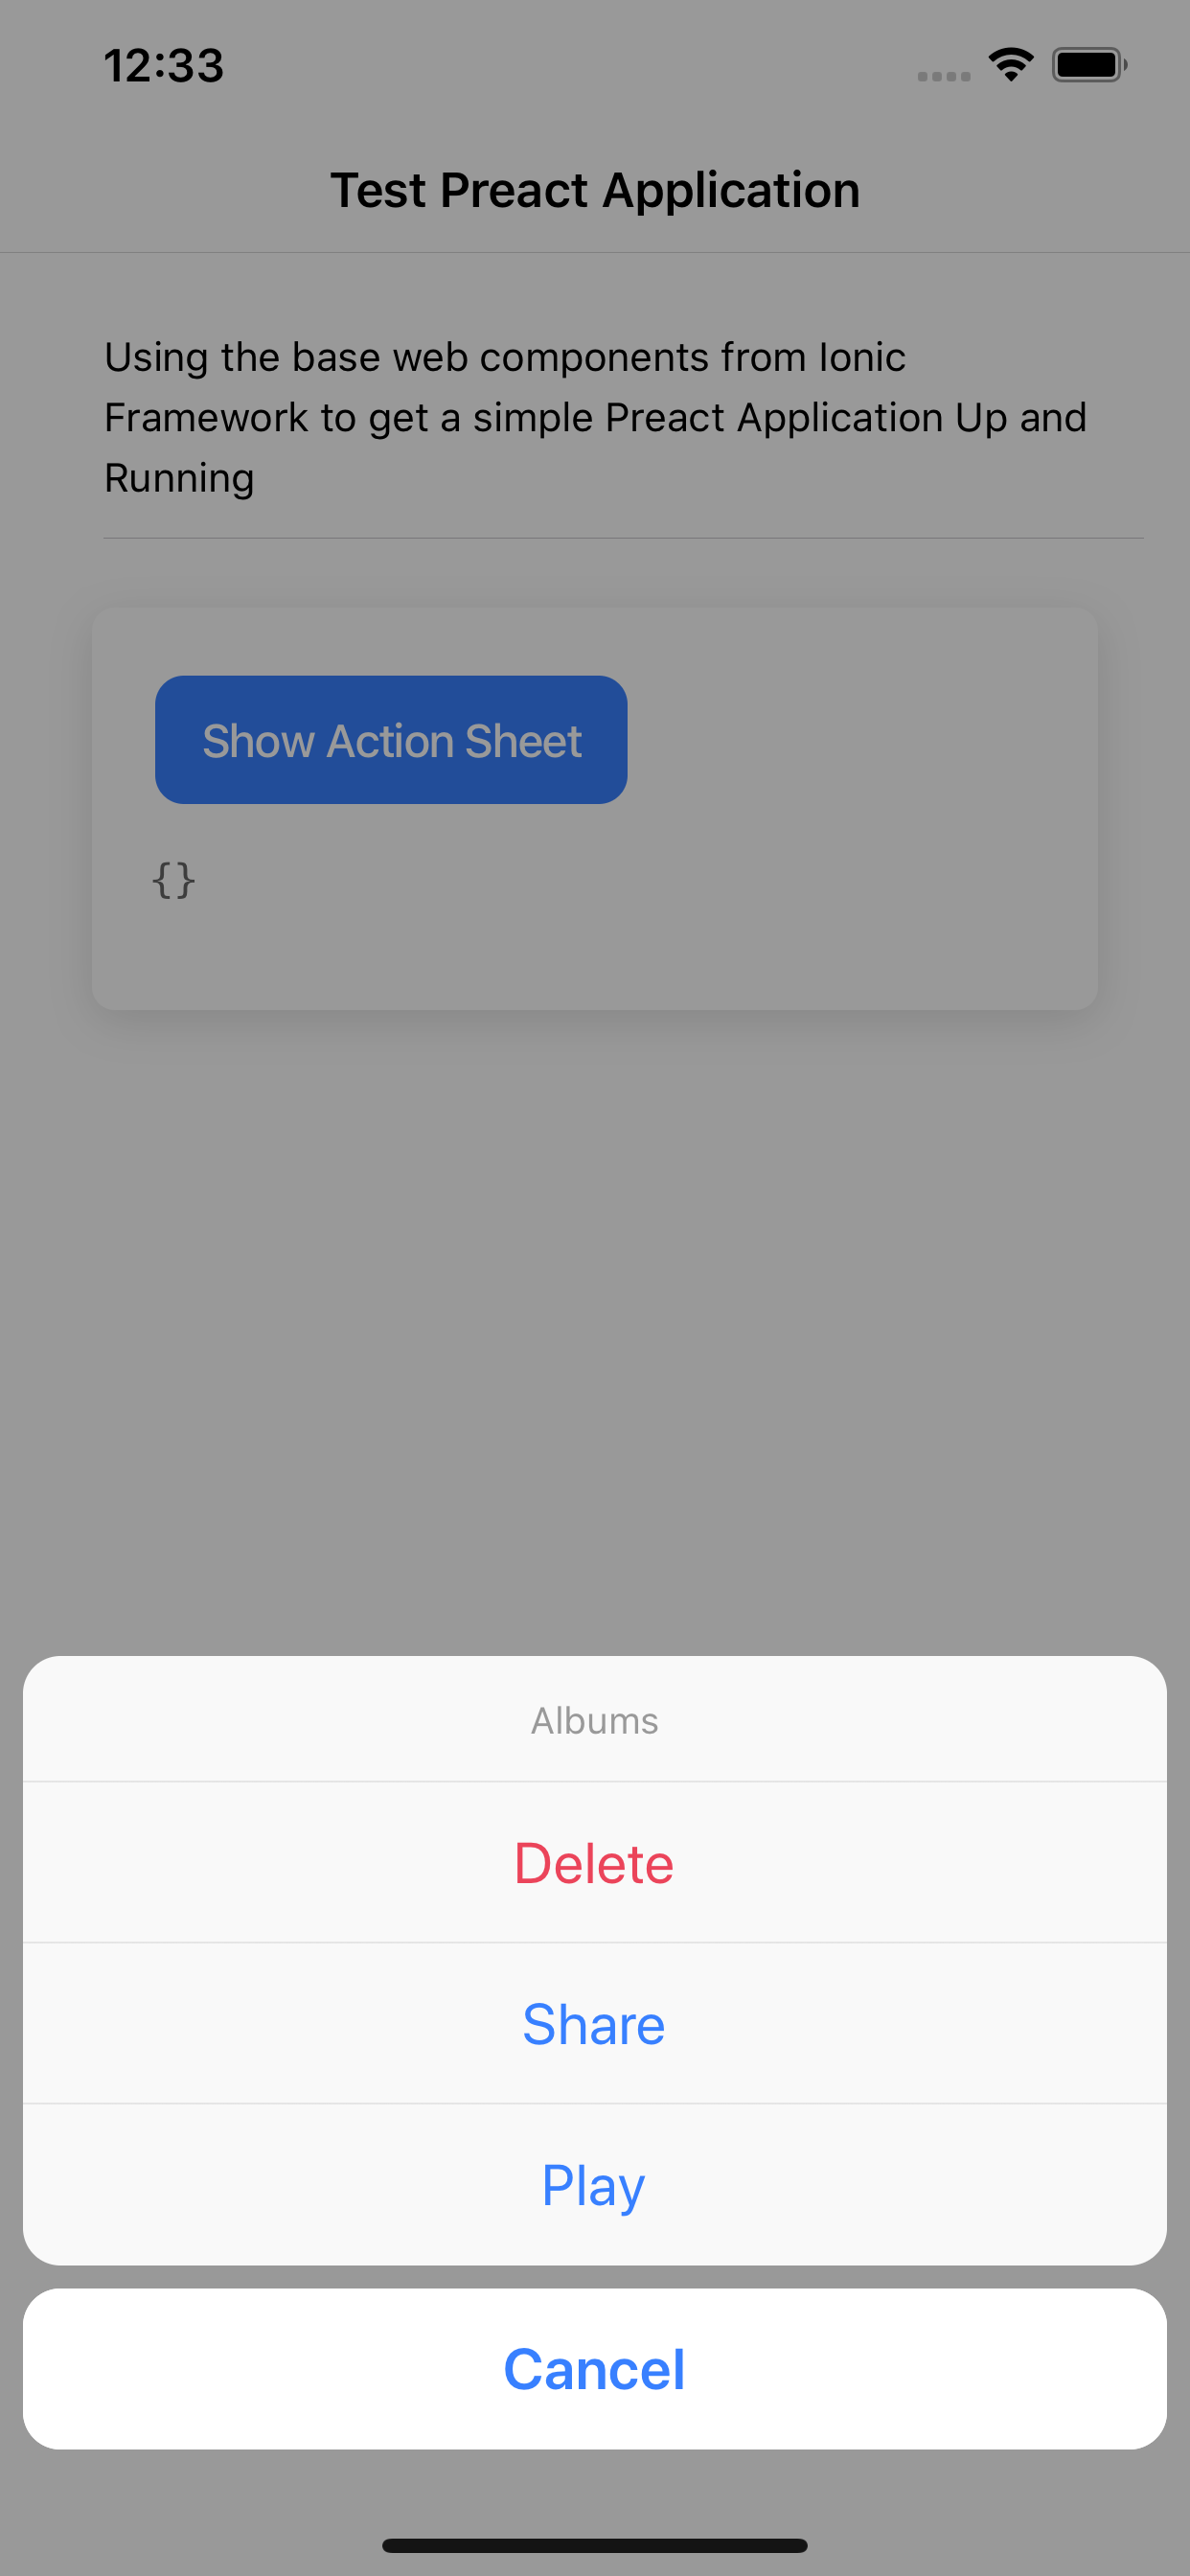 12:33
Test Preact Application
Using the base web components from Ionic
Framework to get a simple Preact Application Up and
Running
Show Action Sheet
{}
Albums
Delete
Share
Play
Cancel